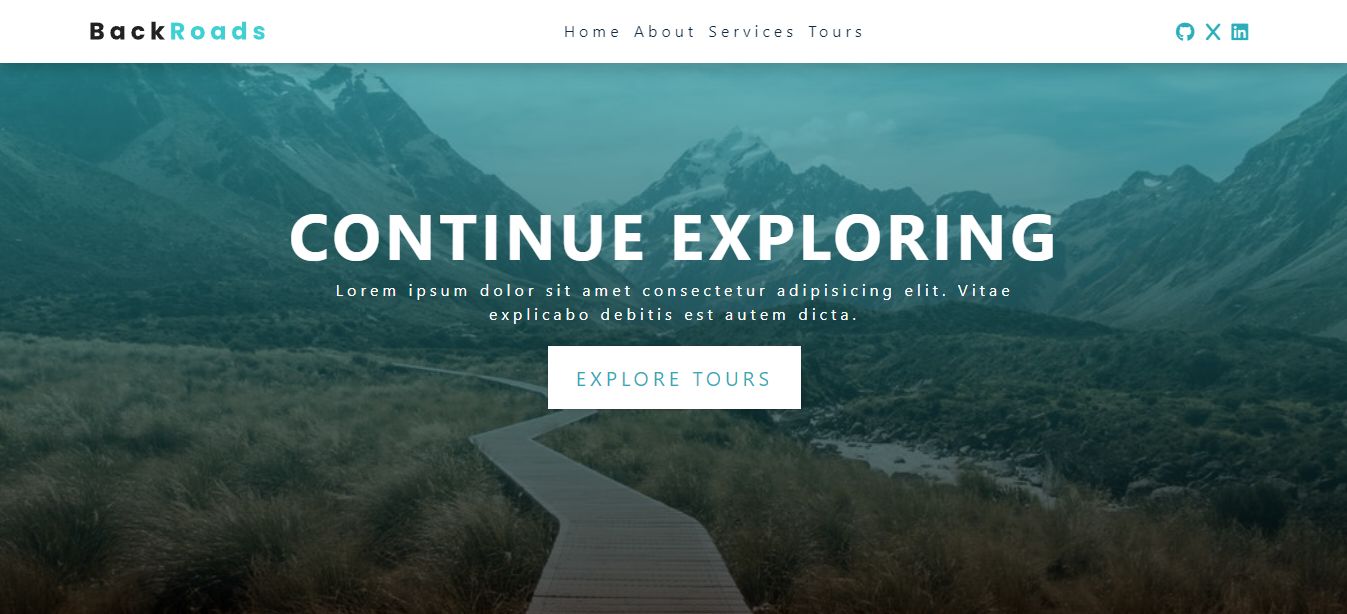 BackRoads
Home About Services Tours
CONTINUE EXPLORING
Lorem ipsum dolor sit amet consectetur adipisicing elit. Vitae
explicabo debitis est autem dicta.
EXPLORE TOURS